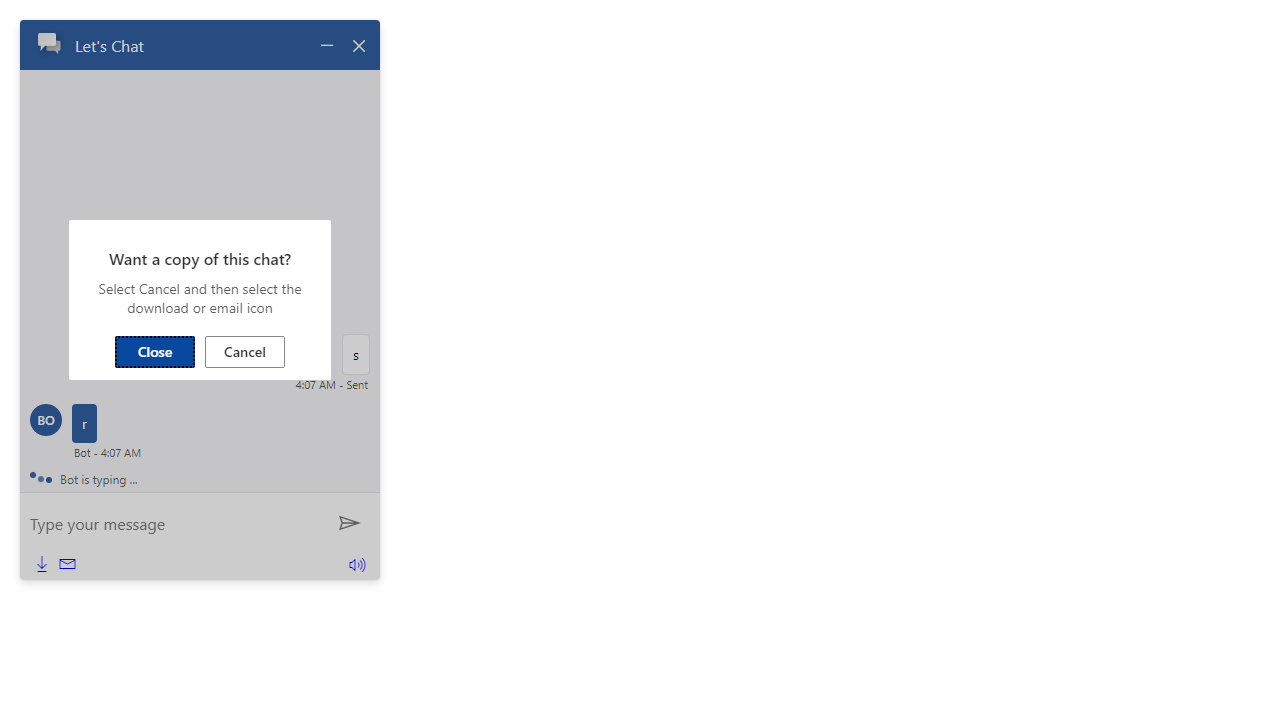 Let's Chat
Want a copy of this chat?
Select Cancel and then select the
download or email icon
Close Cancel
s
4:07 AM - Sent
BO r
Bot - 4:07 AM
Bot is typing ...
Type your message